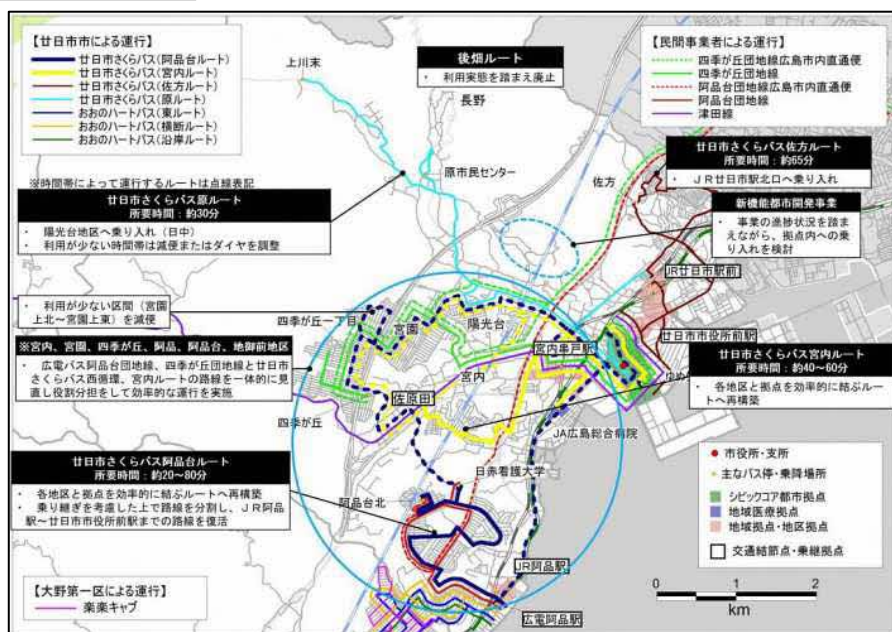 【廿日市市による運行】
廿日市さくらバス(阿品台ルート)
廿日市さくらバス(宮内ルート)
廿日市さくらバス(佐方ルート)
廿日市さくらバス(原ルート)
おおのハートバス(東ルート)
おおのハートバス(横断ルート)
おおのハートバス(沿岸ルート)
上川末
後畑ルート
・ 利用実態を踏まえ廃止
長野
【民間事業者による運行】
四季が丘団地線広島市内直通便
四季が丘団地線
阿品台団地線広島市内直通便
阿品台団地線
津田線
原市民センター
佐方
廿日市さくらバス佐方ルート
所要時間：約65分
・ JR廿日市駅北口へ乗り入れ
※時間帯によって運行するルートは点線表記
廿日市さくらバス原ルート
所要時間：約30分
・ 陽光台地区へ乗り入れ（日中）
・ 利用が少ない時間帯は減便またはダイヤを調整
新機能都市開発事業
・ 事業の進捗状況を踏まえながら、拠点内への乗り入れを検討
JR廿日市駅前
・ 利用が少ない区間（宮園上北～宮園上東）を減便
四季が丘一丁目
宮園
陽光台
宮内串戸駅
廿日市市役所前駅
※宮内、宮園、四季が丘、阿品、阿品台、地御前地区
・ 広電バス阿品台団地線、四季が丘団地線と廿日市さくらバス西循環、宮内ルートの路線を一体的に見直し役割分担をして効率的な運行を実施
宮内
佐原田
ゆめ
廿日市さくらバス宮内ルート
所要時間：約40～60分
・ 各地区と拠点を効率的に結ぶルートへ再構築
四季が丘
JA広島総合病院
日赤看護大学
廿日市さくらバス阿品台ルート
所要時間：約20～80分
・ 各地区と拠点を効率的に結ぶルートへ再構築
・ 乗り継ぎを考慮した上で路線を分割し、JR阿品駅～廿日市市役所前駅までの路線を復活
阿品台北
JR阿品駅
広電阿品駅
市役所・支所
主なバス停・乗降場所
シビックコア都市拠点
地域医療拠点
地域拠点・地区拠点
交通結節点・乗継拠点
【大野第一区による運行】
楽楽キャブ
0 1 2
km